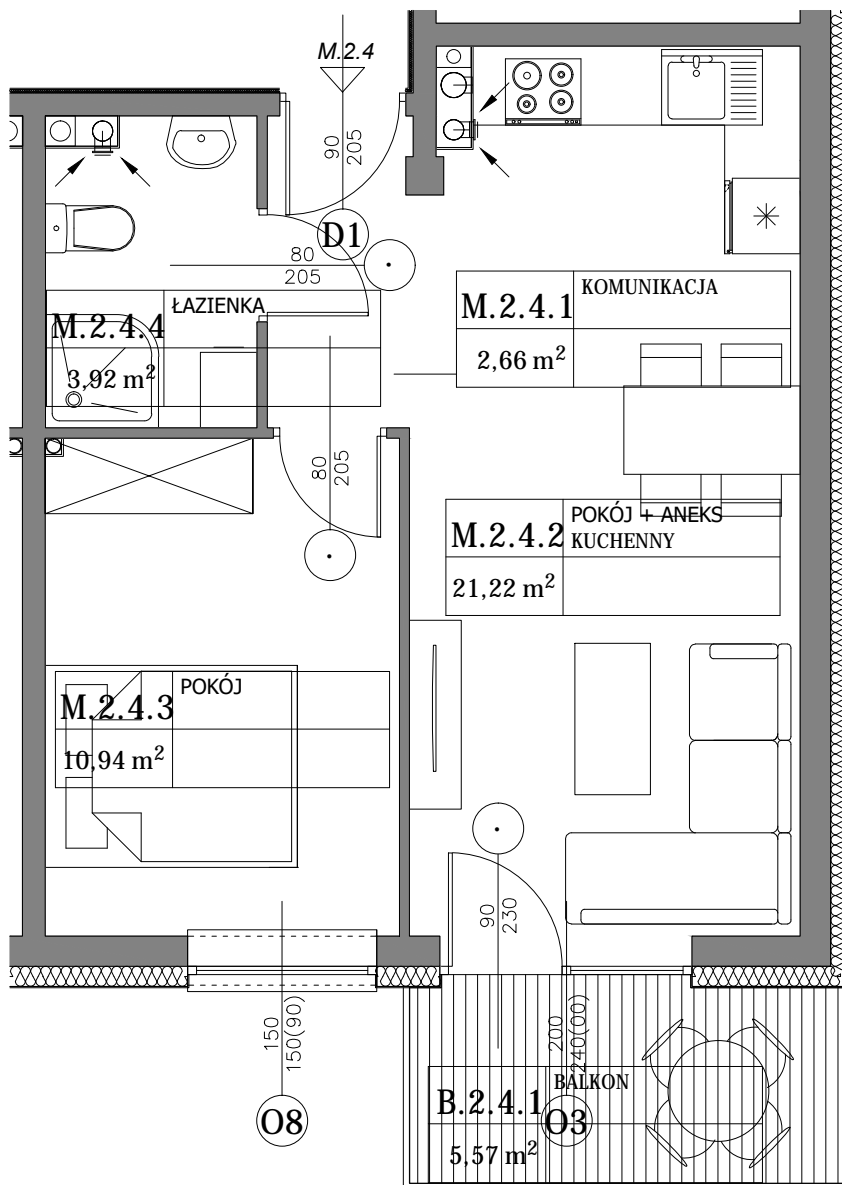 M.2.4
90
205
D1
80
205
M.2.4.1
KOMUNIKACJA
2,66 m²
M.2.4.4
ŁAZIENKA
3,92 m²
80
205
M.2.4.2
POKÓJ + ANEKS
KUCHENNY
21,22 m²
M.2.4.3
POKÓJ
10,94 m²
90
230
150
150(90)
200
240(00)
O8
B.2.4.1
BALKON
5,57 m²
O3